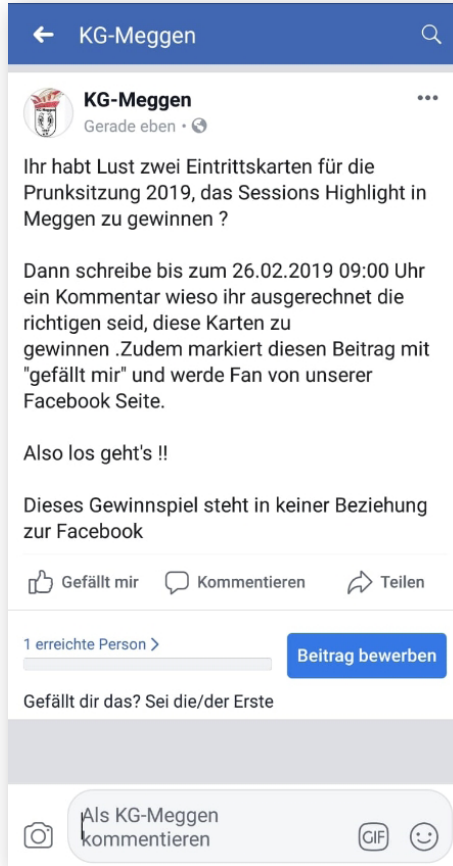 KG-Meggen
KG-Meggen
Gerade eben
Ihr habt Lust zwei Eintrittskarten für die
Prunksitzung 2019, das Sessions Highlight in
Meggen zu gewinnen ?
Dann schreibe bis zum 26.02.2019 09:00 Uhr
ein Kommentar wieso ihr ausgerechnet die
richtigen seid, diese Karten zu
gewinnen .Zudem markiert diesen Beitrag mit
"gefällt mir" und werde Fan von unserer
Facebook Seite.
Also los geht's !!
Dieses Gewinnspiel steht in keiner Beziehung
zur Facebook
Gefällt mir Kommentieren Teilen
1 erreichte Person
Beitrag bewerben
Gefällt dir das? Sei die/der Erste
Als KG-Meggen
kommentieren
GIF